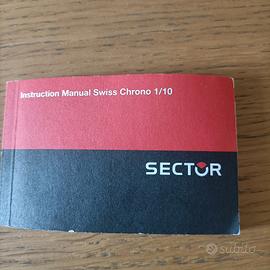 Instruction Manual Swiss Chrono 1/10
SECTOR
subito